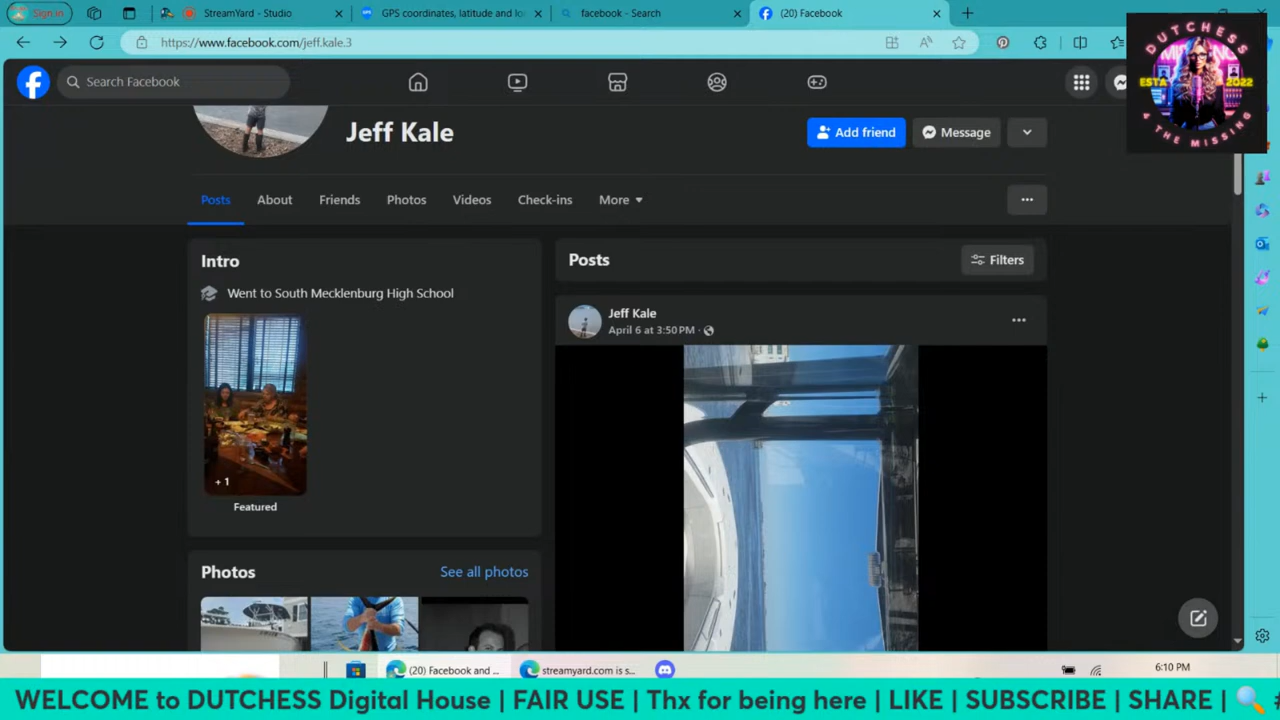 Sign in
StreamYard - Studio
GPS coordinates, latitude and lo
facebook - Search
(20) Facebook
https://www.facebook.com/jeff.kale.3
DUTCHESS
ESTA 2022
4 THE MISSING
Search Facebook
Jeff Kale
Add friend
Message
Posts
About
Friends
Photos
Videos
Check-ins
More
Intro
Went to South Mecklenburg High School
+ 1
Featured
Posts
Filters
Jeff Kale
April 6 at 3:50 PM ·
Photos
See all photos
(20) Facebook and ...
streamyard.com is s...
6:10 PM
WELCOME to DUTCHESS Digital House | FAIR USE | Thx for being here | LIKE | SUBSCRIBE | SHARE |